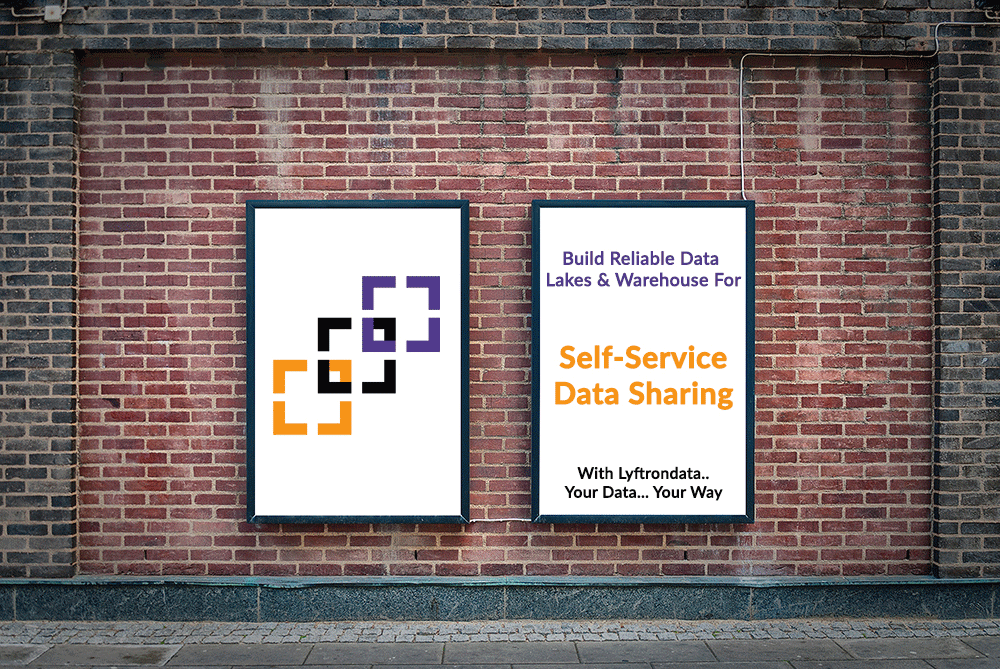 Build Reliable Data
Lakes & Warehouse For
Self-Service
Data Sharing
With Lyftrondata..
Your Data... Your Way